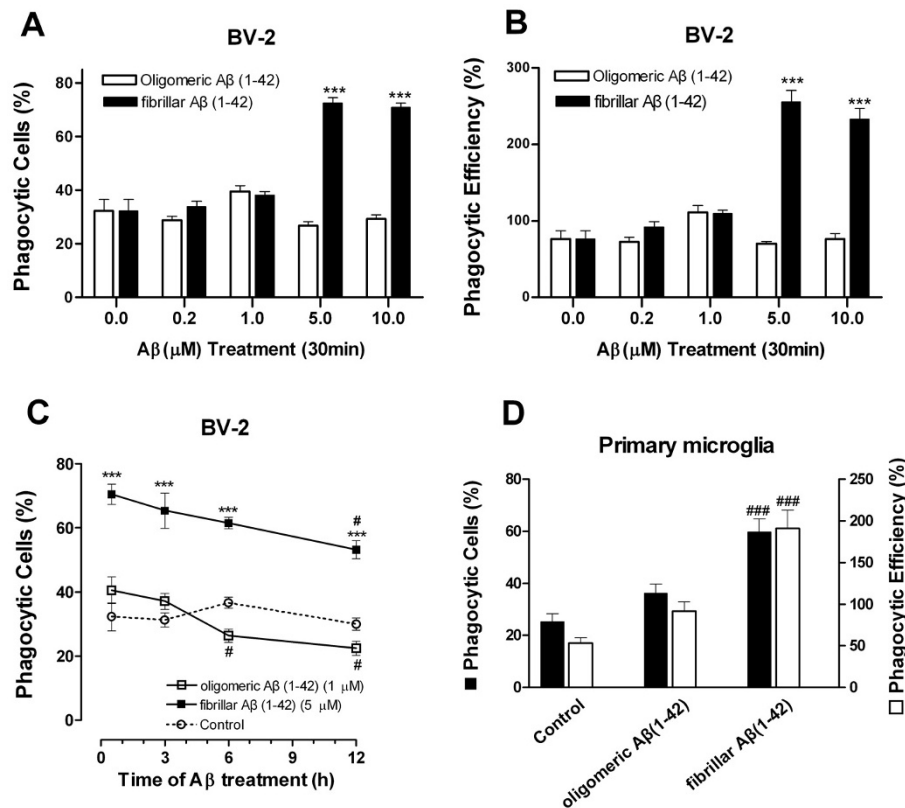 A
BV-2
Oligomeric Aβ (1-42)
fibrillar Aβ (1-42)
Phagocytic Cells (%)
80
60
40
20
0
***
***
0.0 0.2 1.0 5.0 10.0
Aβ (μM) Treatment (30min)
B
BV-2
Oligomeric Aβ (1-42)
fibrillar Aβ (1-42)
Phagocytic Efficiency (%)
300
200
100
0
***
***
0.0 0.2 1.0 5.0 10.0
Aβ (μM) Treatment (30min)
C
BV-2
Phagocytic Cells (%)
80
60
40
20
0
***
***
***
#
***
#
#
oligomeric Aβ (1-42) (1 μM)
fibrillar Aβ (1-42) (5 μM)
Control
0 3 6 9 12
Time of Aβ treatment (h)
D
Primary microglia
Phagocytic Cells (%)
80
60
40
20
0
### ###
250
200
150
100
50
0
Phagocytic Efficiency (%)
Control
oligomeric Aβ(1-42)
fibrillar Aβ(1-42)